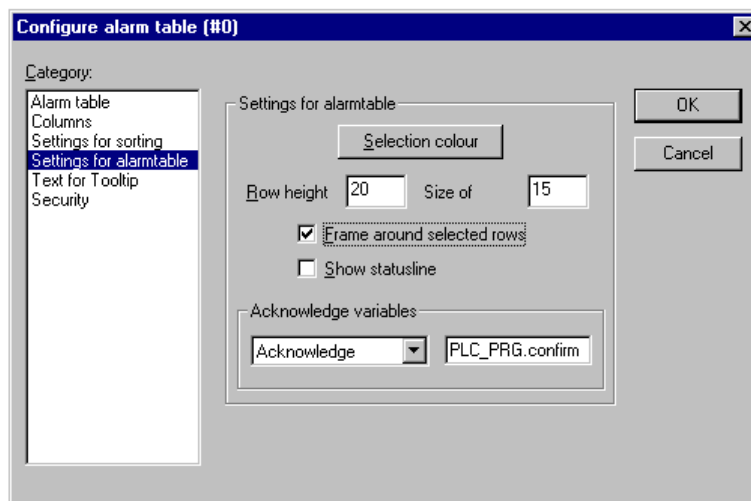 Configure alarm table (#0)
Category:
Alarm table
Columns
Settings for sorting
Settings for alarmtable
Text for Tooltip
Security
Settings for alarmtable
Selection colour
Row height 20 Size of 15
Frame around selected rows
Show statusline
Acknowledge variables
Acknowledge PLC_PRG.confirm
OK
Cancel